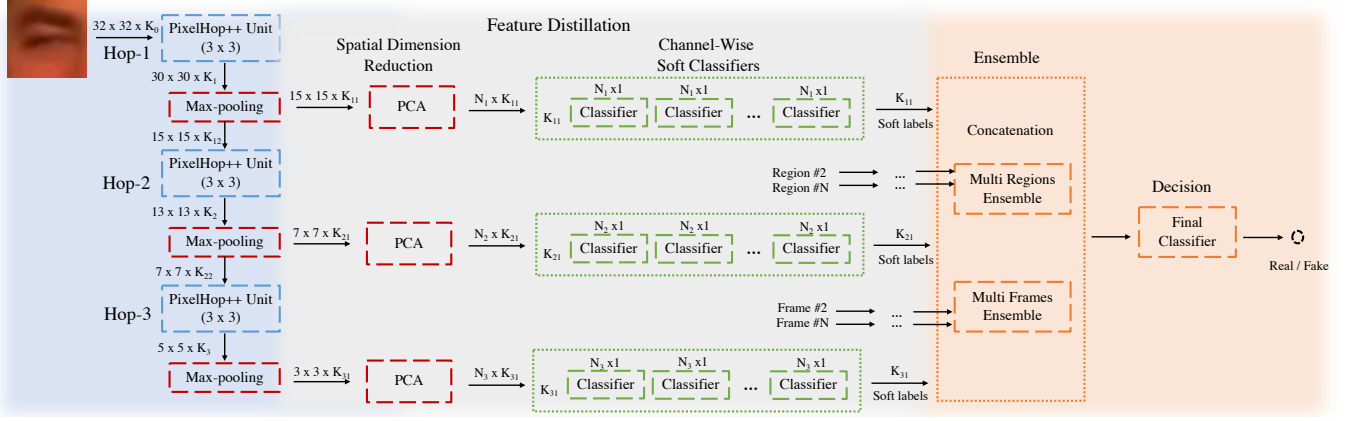 Feature Distillation
32 x 32 x K0
Hop-1
PixelHop++ Unit
(3 x 3)
30 x 30 x K1
Max-pooling
15 x 15 x K11
Spatial Dimension
Reduction
PCA
N1 x K11
Channel-Wise
Soft Classifiers
K11
N1 x1
Classifier
N1 x1
Classifier
...
N1 x1
Classifier
K11
Soft labels
15 x 15 x K12
Hop-2
PixelHop++ Unit
(3 x 3)
13 x 13 x K2
Max-pooling
7 x 7 x K21
PCA
N2 x K21
K21
N2 x1
Classifier
N2 x1
Classifier
...
N2 x1
Classifier
K21
Soft labels
7 x 7 x K22
Hop-3
PixelHop++ Unit
(3 x 3)
5 x 5 x K3
Max-pooling
3 x 3 x K31
PCA
N3 x K31
K31
N3 x1
Classifier
N3 x1
Classifier
...
N3 x1
Classifier
K31
Soft labels
Ensemble
Concatenation
Region #2
...
Region #N
...
Multi Regions
Ensemble
Frame #2
...
Frame #N
...
Multi Frames
Ensemble
Decision
Final
Classifier
Real / Fake